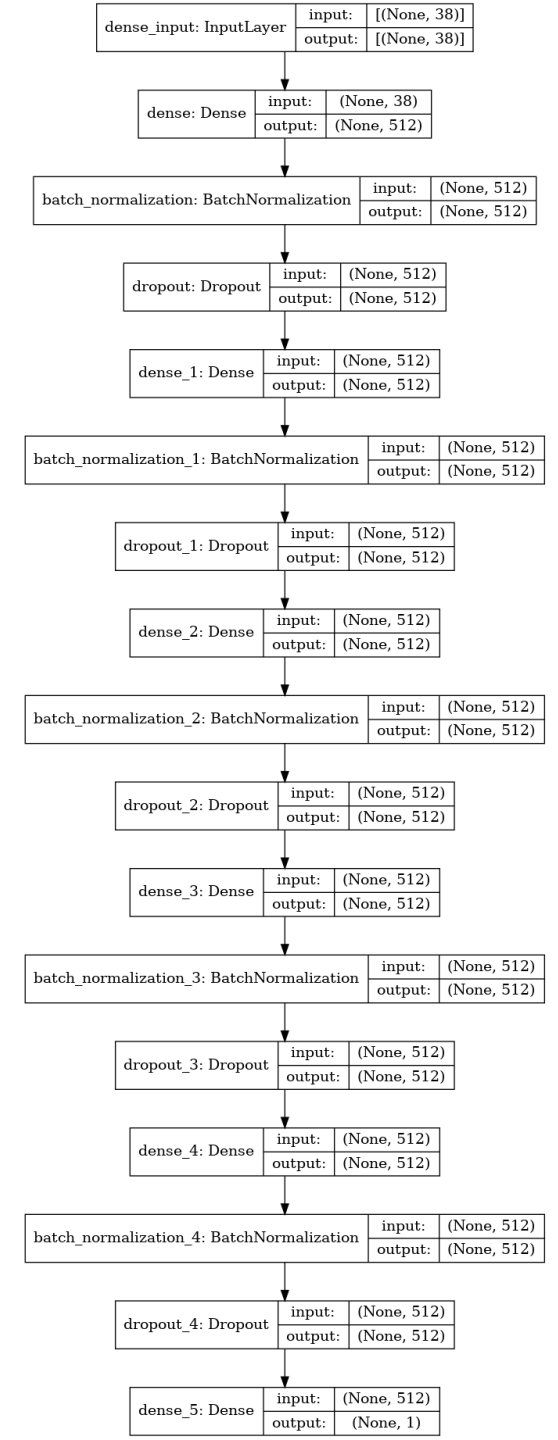 dense_input: InputLayer input: [(None, 38)]
output: [(None, 38)]
dense: Dense input: (None, 38)
output: (None, 512)
batch_normalization: BatchNormalization input: (None, 512)
output: (None, 512)
dropout: Dropout input: (None, 512)
output: (None, 512)
dense_1: Dense input: (None, 512)
output: (None, 512)
batch_normalization_1: BatchNormalization input: (None, 512)
output: (None, 512)
dropout_1: Dropout input: (None, 512)
output: (None, 512)
dense_2: Dense input: (None, 512)
output: (None, 512)
batch_normalization_2: BatchNormalization input: (None, 512)
output: (None, 512)
dropout_2: Dropout input: (None, 512)
output: (None, 512)
dense_3: Dense input: (None, 512)
output: (None, 512)
batch_normalization_3: BatchNormalization input: (None, 512)
output: (None, 512)
dropout_3: Dropout input: (None, 512)
output: (None, 512)
dense_4: Dense input: (None, 512)
output: (None, 512)
batch_normalization_4: BatchNormalization input: (None, 512)
output: (None, 512)
dropout_4: Dropout input: (None, 512)
output: (None, 512)
dense_5: Dense input: (None, 512)
output: (None, 1)